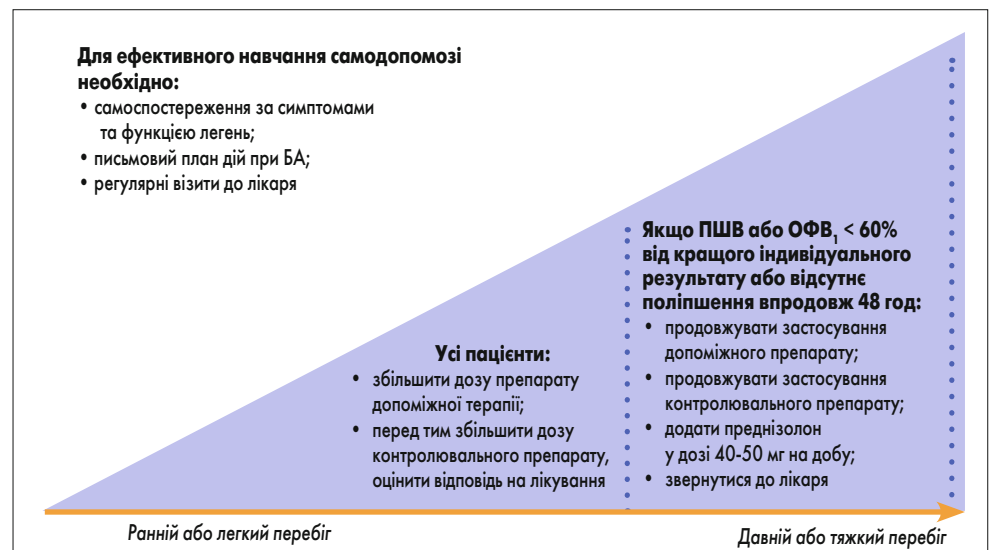 Для ефективного навчання самодопомозі
необхідно:
• самоспостереження за симптомами
та функцією легень;
• письмовий план дій при БА;
• регулярні візити до лікаря
Усі пацієнти:
• збільшити дозу препарату
допоміжної терапії;
• перед тим збільшити дозу
контролювального препарату,
оцінити відповідь на лікування
Якщо ПШВ або ОФВ₁ < 60%
від кращого індивідуального
результату або відсутнє
поліпшення впродовж 48 год:
• продовжувати застосування
допоміжного препарату;
• продовжувати застосування
контролювального препарату;
• додати преднізолон
у дозі 40-50 мг на добу;
• звернутися до лікаря
Ранній або легкий перебіг
Давній або тяжкий перебіг